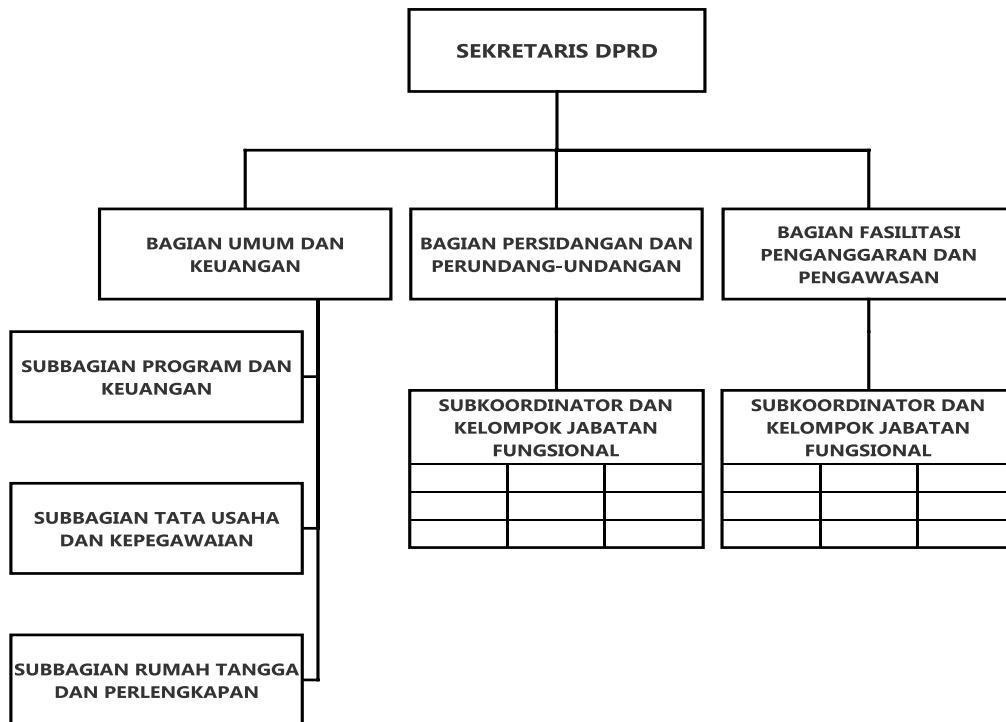 SEKRETARIS DPRD
BAGIAN UMUM DAN
KEUANGAN
BAGIAN PERSIDANGAN DAN
PERUNDANG-UNDANGAN
BAGIAN FASILITASI
PENGANGGARAN DAN
PENGAWASAN
SUBBAGIAN PROGRAM DAN
KEUANGAN
SUBBAGIAN TATA USAHA
DAN KEPEGAWAIAN
SUBBAGIAN RUMAH TANGGA
DAN PERLENGKAPAN
SUBKOORDINATOR DAN
KELOMPOK JABATAN
FUNGSIONAL
SUBKOORDINATOR DAN
KELOMPOK JABATAN
FUNGSIONAL